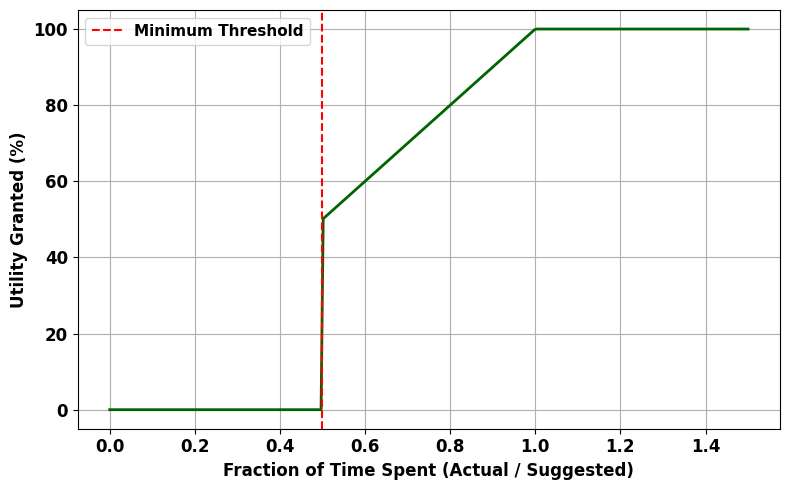 Minimum Threshold
100
80
60
40
20
0
Utility Granted (%)
0.0 0.2 0.4 0.6 0.8 1.0 1.2 1.4
Fraction of Time Spent (Actual / Suggested)